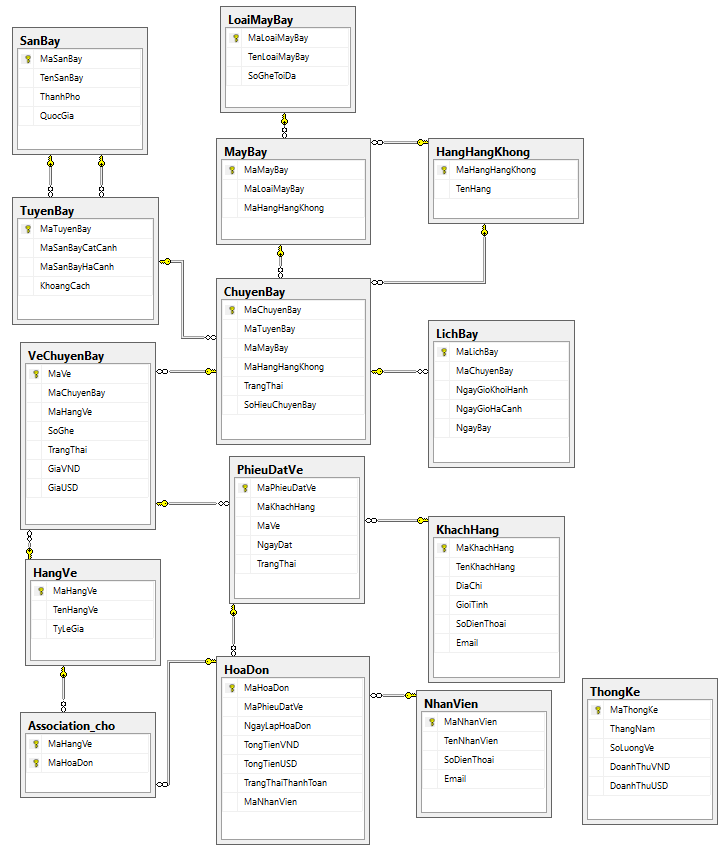 SanBay
MaSanBay
TenSanBay
ThanhPho
QuocGia
LoaiMayBay
MaLoaiMayBay
TenLoaiMayBay
SoGheToiDa
MayBay
MaMayBay
MaLoaiMayBay
MaHangHangKhong
HangHangKhong
MaHangHangKhong
TenHang
TuyenBay
MaTuyenBay
MaSanBayCatCanh
MaSanBayHaCanh
KhoangCach
ChuyenBay
MaChuyenBay
MaTuyenBay
MaMayBay
MaHangHangKhong
TrangThai
SoHieuChuyenBay
LichBay
MaLichBay
MaChuyenBay
NgayGioKhoiHanh
NgayGioHaCanh
NgayBay
VeChuyenBay
MaVe
MaChuyenBay
MaHangVe
SoGhe
TrangThai
GiaVND
GiaUSD
PhieuDatVe
MaPhieuDatVe
MaKhachHang
MaVe
NgayDat
TrangThai
KhachHang
MaKhachHang
TenKhachHang
DiaChi
GioiTinh
SoDienThoai
Email
HangVe
MaHangVe
TenHangVe
TyLeGia
HoaDon
MaHoaDon
MaPhieuDatVe
NgayLapHoaDon
TongTienVND
TongTienUSD
TrangThaiThanhToan
MaNhanVien
NhanVien
MaNhanVien
TenNhanVien
SoDienThoai
Email
ThongKe
MaThongKe
ThangNam
SoLuongVe
DoanhThuVND
DoanhThuUSD
Association_cho
MaHangVe
MaHoaDon